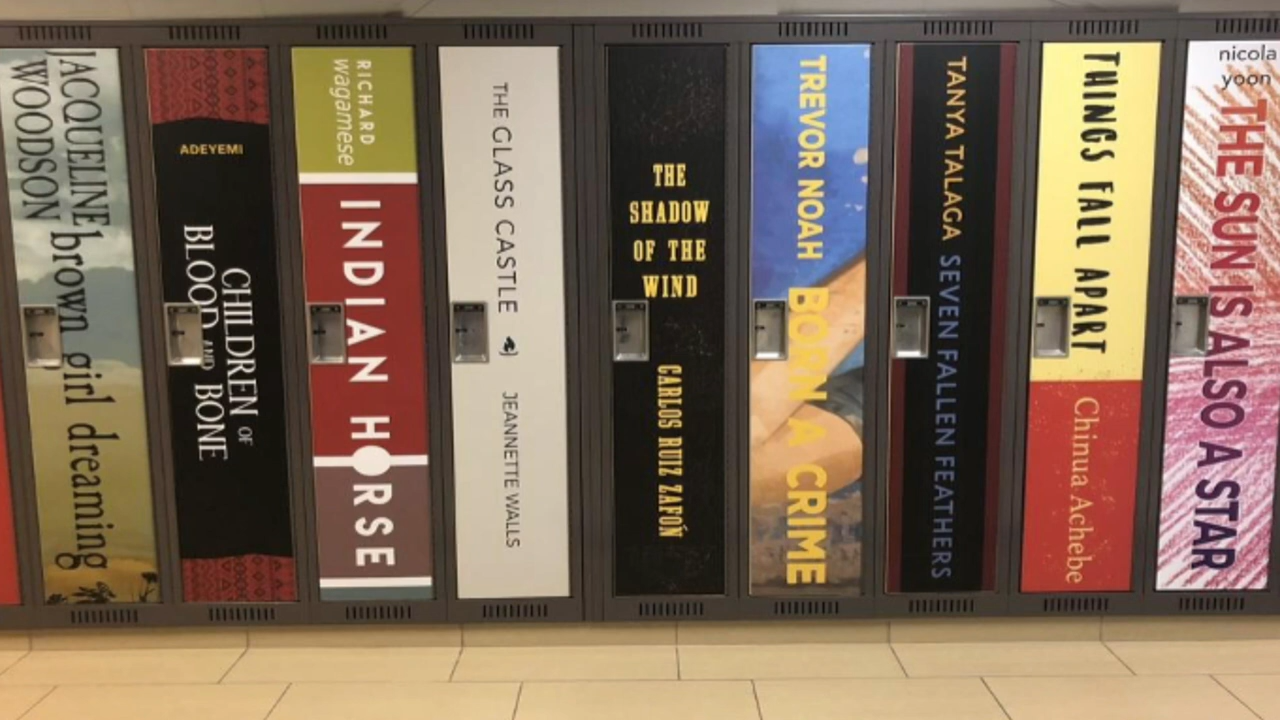 JACQUELINE
WOODSON
brown girl dreaming
ADEYEMI
CHILDREN OF
BLOOD AND BONE
RICHARD
wagamese
INDIAN HORSE
THE GLASS CASTLE
JEANNETTE WALLS
THE
SHADOW
OF THE
WIND
CARLOS RUIZ ZAFÓN
TREVOR NOAH BORN A CRIME
TANYA TALAGA SEVEN FALLEN FEATHERS
THINGS FALL APART
Chinua Achebe
nicola
yoon
THE SUN IS ALSO A STAR